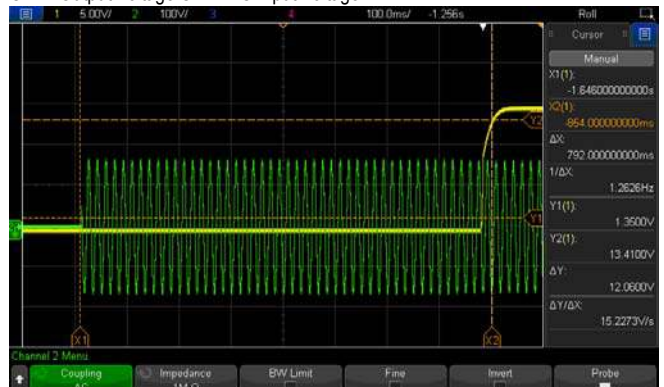 1 5.00V/ 2 100V/ 3 4 100.0ms/ -1.256s Roll
Cursor
Manual
X1(1):
-1.646000000000s
X2(1):
-854.000000000ms
ΔX:
792.000000000ms
1/ΔX:
1.2626Hz
Y1(1):
1.3500V
Y2(1):
13.4100V
ΔY:
12.0600V
ΔY/ΔX:
15.2273V/s
Y2
Y1
X1 X2
Channel 2 Menu
Coupling Impedance BW Limit Fine Invert Probe